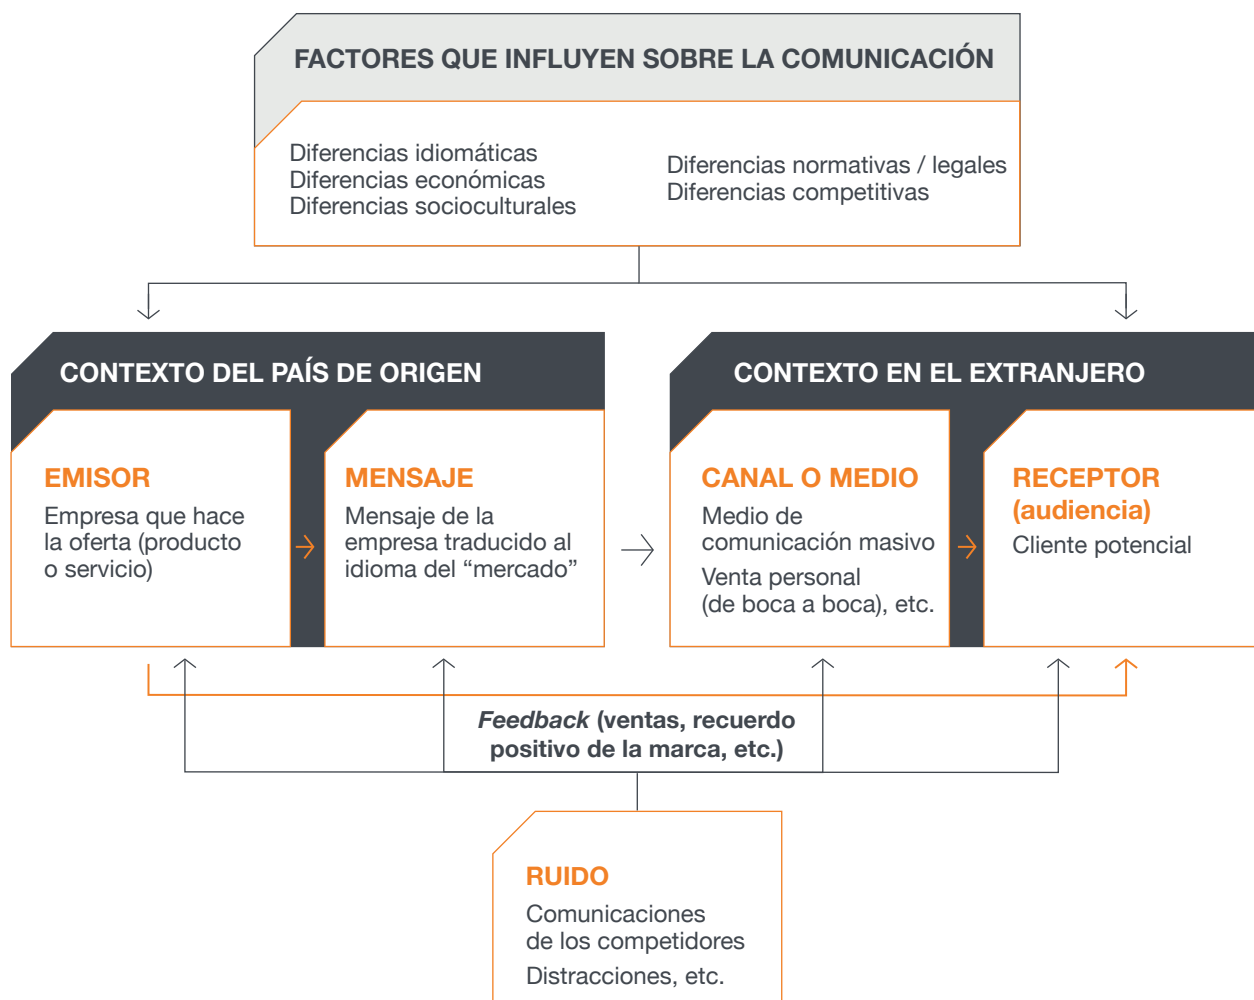 FACTORES QUE INFLUYEN SOBRE LA COMUNICACIÓN
Diferencias idiomáticas
Diferencias económicas
Diferencias socioculturales
Diferencias normativas / legales
Diferencias competitivas
CONTEXTO DEL PAÍS DE ORIGEN
EMISOR
Empresa que hace
la oferta (producto
o servicio)
MENSAJE
Mensaje de la
empresa traducido al
idioma del “mercado”
CONTEXTO EN EL EXTRANJERO
CANAL O MEDIO
Medio de
comunicación masivo
Venta personal
(de boca a boca), etc.
RECEPTOR
(audiencia)
Cliente potencial
Feedback (ventas, recuerdo
positivo de la marca, etc.)
RUIDO
Comunicaciones
de los competidores
Distracciones, etc.